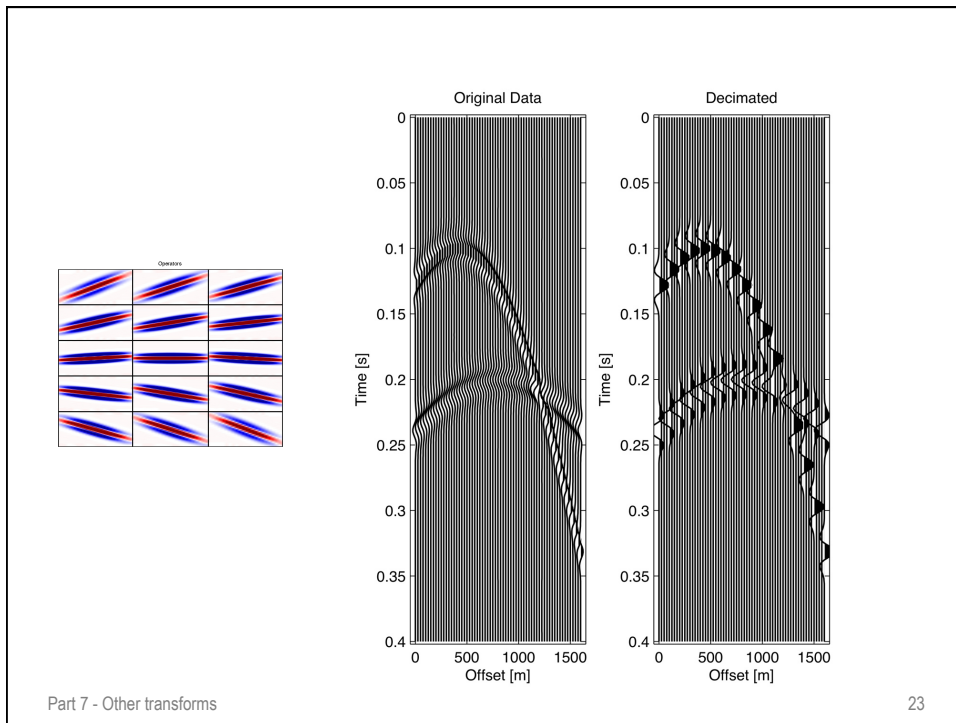 Operators
Original Data
0
0.05
0.1
0.15
0.2
0.25
0.3
0.35
0.4
Time [s]
0 500 1000 1500
Offset [m]
Decimated
0
0.05
0.1
0.15
0.2
0.25
0.3
0.35
0.4
Time [s]
0 500 1000 1500
Offset [m]
Part 7 - Other transforms
23